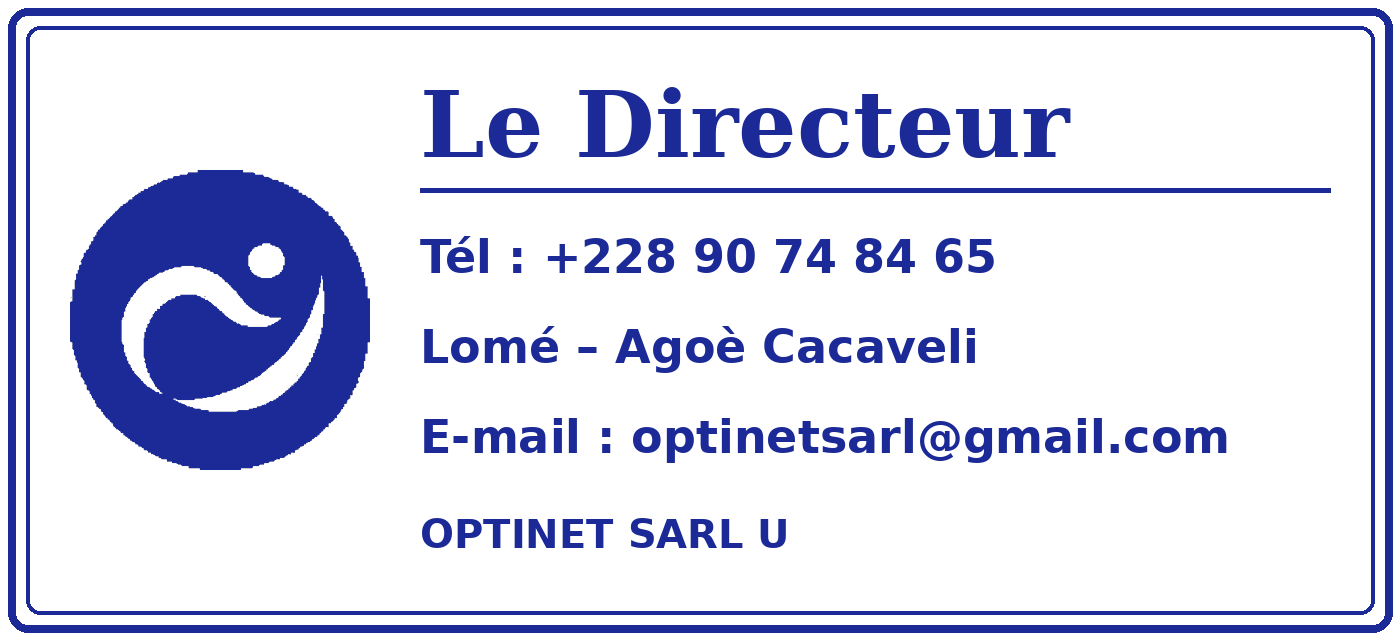 Le Directeur
Tél : +228 90 74 84 65
Lomé – Agoè Cacaveli
E-mail : optinetsarl@gmail.com
OPTINET SARL U